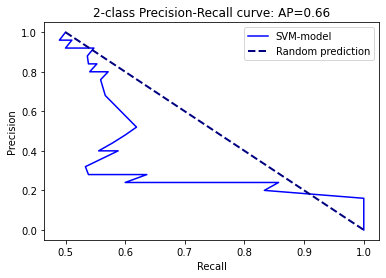 2-class Precision-Recall curve: AP=0.66
SVM-model
Random prediction
Precision
1.0
0.8
0.6
0.4
0.2
0.0
0.5
0.6
0.7
0.8
0.9
1.0
Recall